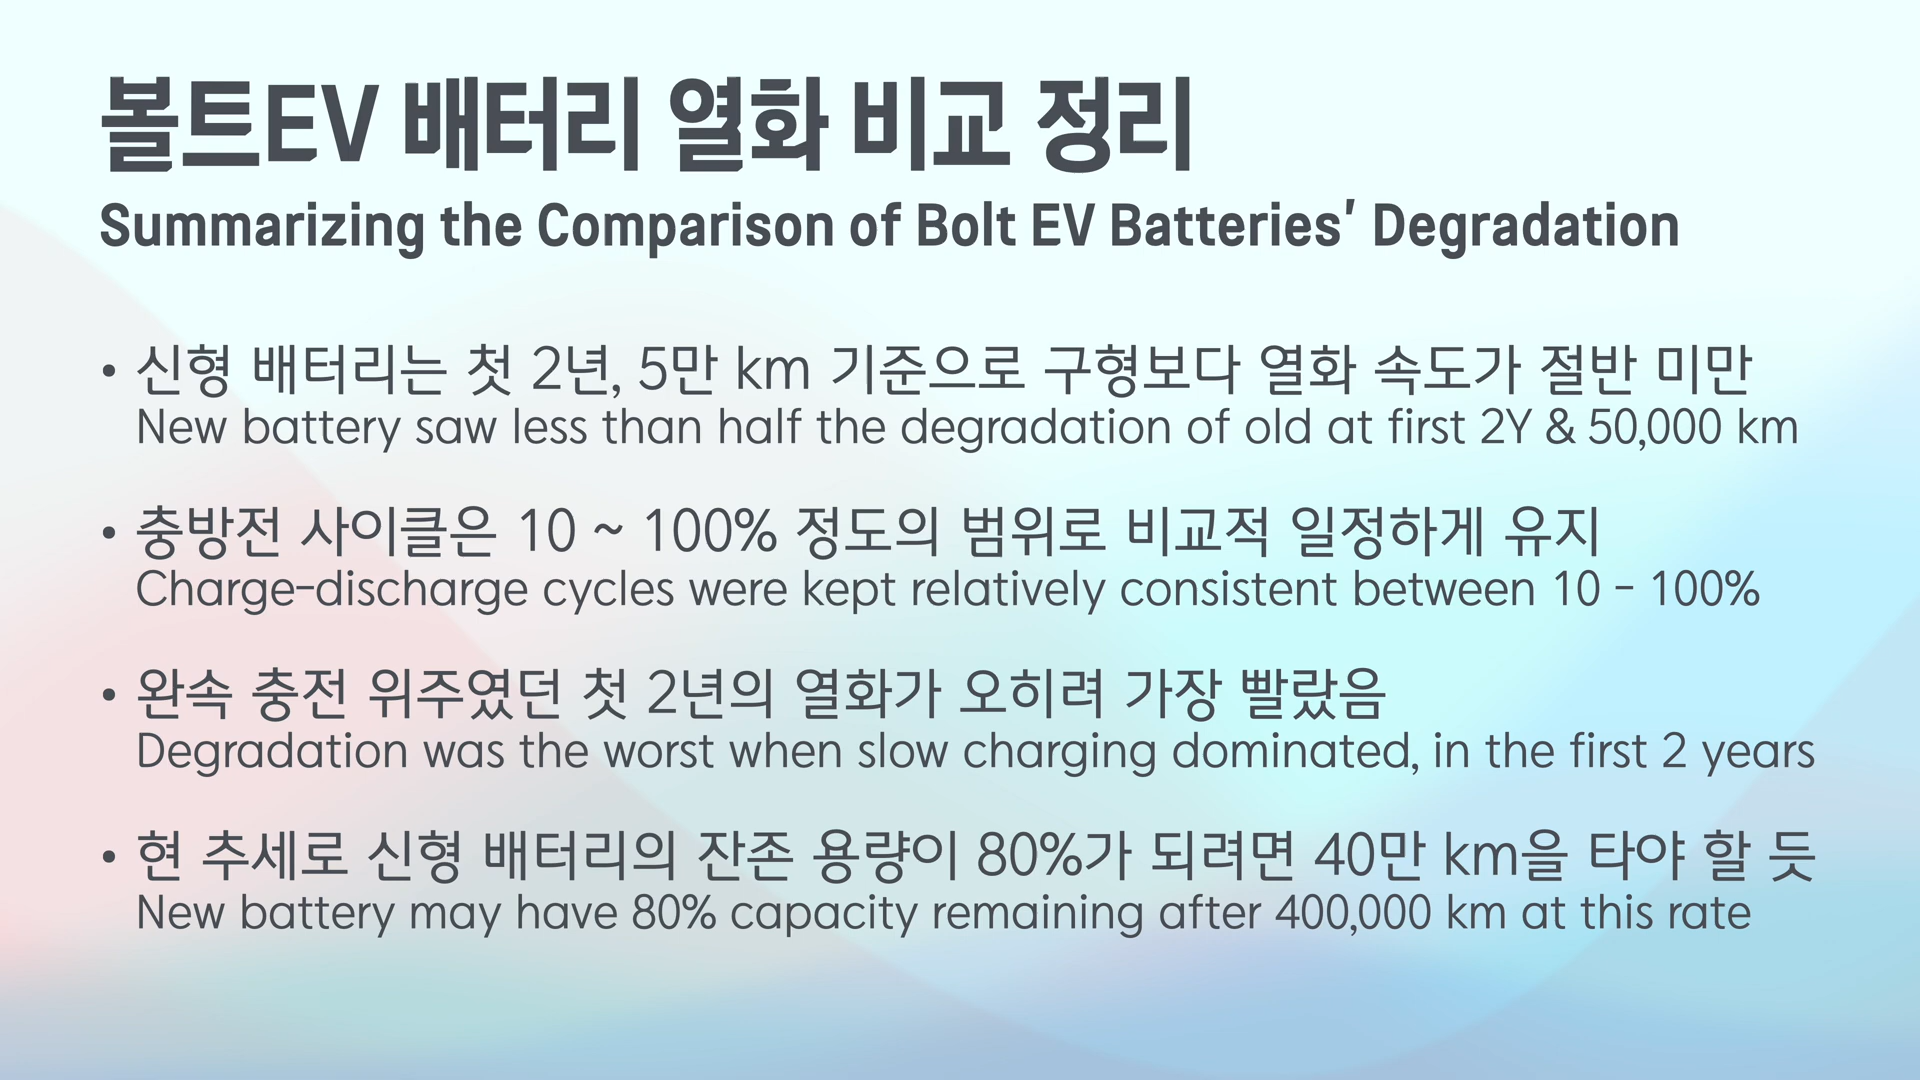 볼트EV 배터리 열화 비교 정리
Summarizing the Comparison of Bolt EV Batteries’ Degradation
• 신형 배터리는 첫 2년, 5만 km 기준으로 구형보다 열화 속도가 절반 미만
New battery saw less than half the degradation of old at first 2Y & 50,000 km
• 충방전 사이클은 10 ~ 100% 정도의 범위로 비교적 일정하게 유지
Charge-discharge cycles were kept relatively consistent between 10 – 100%
• 완속 충전 위주였던 첫 2년의 열화가 오히려 가장 빨랐음
Degradation was the worst when slow charging dominated, in the first 2 years
• 현 추세로 신형 배터리의 잔존 용량이 80%가 되려면 40만 km을 타야 할 듯
New battery may have 80% capacity remaining after 400,000 km at this rate